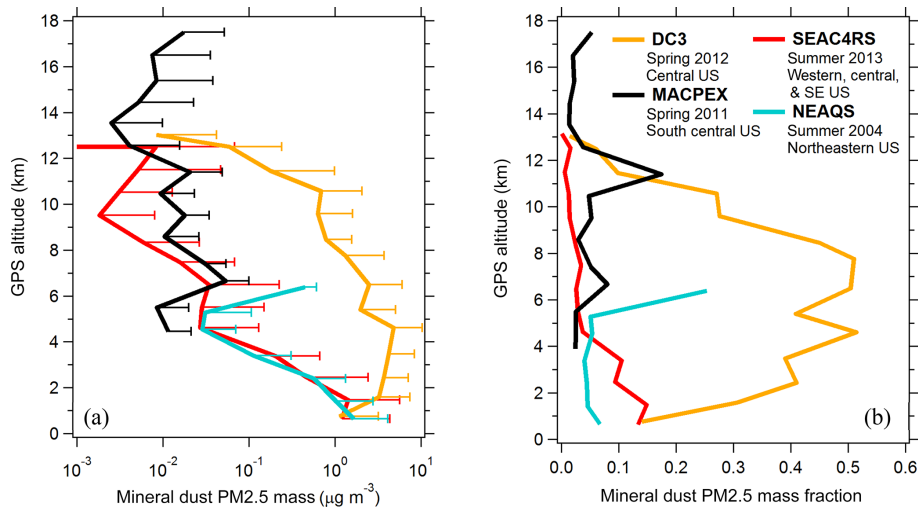 18
16
14
12
10
8
6
4
2
0
GPS altitude (km)
(a)
10-3
10-2
10-1
100
101
Mineral dust PM2.5 mass (µg m-3)
18
16
14
12
10
8
6
4
2
0
GPS altitude (km)
DC3
Spring 2012
Central US
MACPEX
Spring 2011
South central US
SEAC4RS
Summer 2013
Western, central,
& SE US
NEAQS
Summer 2004
Northeastern US
(b)
0.0 0.1 0.2 0.3 0.4 0.5 0.6
Mineral dust PM2.5 mass fraction